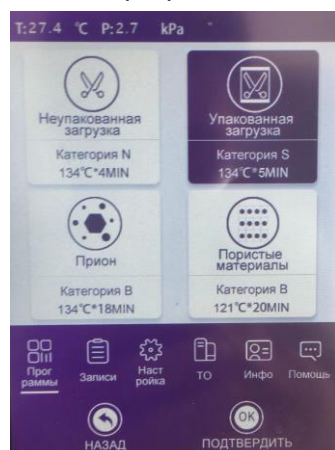 T:27.4 °C P:2.7 kPa
Неупакованная
загрузка
Категория N
134°C*4MIN
Упакованная
загрузка
Категория S
134°C*5MIN
Прион
Категория B
134°C*18MIN
Пористые
материалы
Категория B
121°C*20MIN
Прог
раммы
Записи
Наст
ройка
ТО
Инфо
Помощь
НАЗАД
OK
ПОДТВЕРДИТЬ